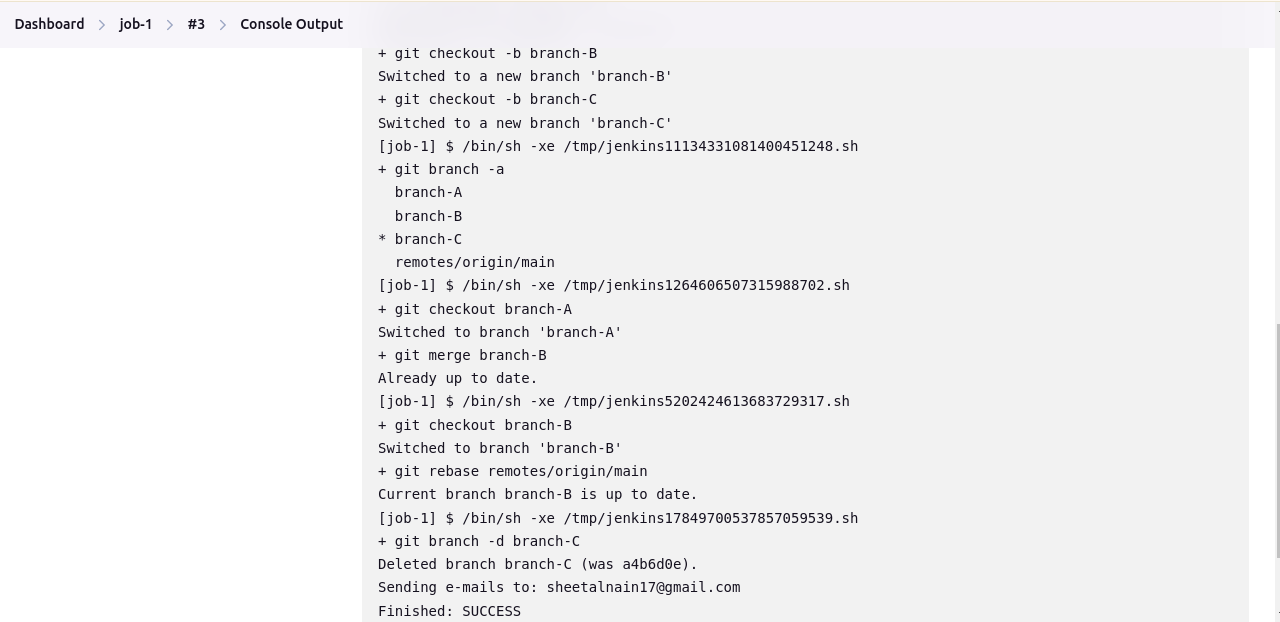 Dashboard > job-1 > #3 > Console Output
+ git checkout -b branch-B
Switched to a new branch 'branch-B'
+ git checkout -b branch-C
Switched to a new branch 'branch-C'
[job-1] $ /bin/sh -xe /tmp/jenkins11134331081400451248.sh
+ git branch -a
  branch-A
  branch-B
* branch-C
  remotes/origin/main
[job-1] $ /bin/sh -xe /tmp/jenkins1264606507315988702.sh
+ git checkout branch-A
Switched to branch 'branch-A'
+ git merge branch-B
Already up to date.
[job-1] $ /bin/sh -xe /tmp/jenkins5202424613683729317.sh
+ git checkout branch-B
Switched to branch 'branch-B'
+ git rebase remotes/origin/main
Current branch branch-B is up to date.
[job-1] $ /bin/sh -xe /tmp/jenkins17849700537857059539.sh
+ git branch -d branch-C
Deleted branch branch-C (was a4b6d0e).
Sending e-mails to: sheetalnain17@gmail.com
Finished: SUCCESS